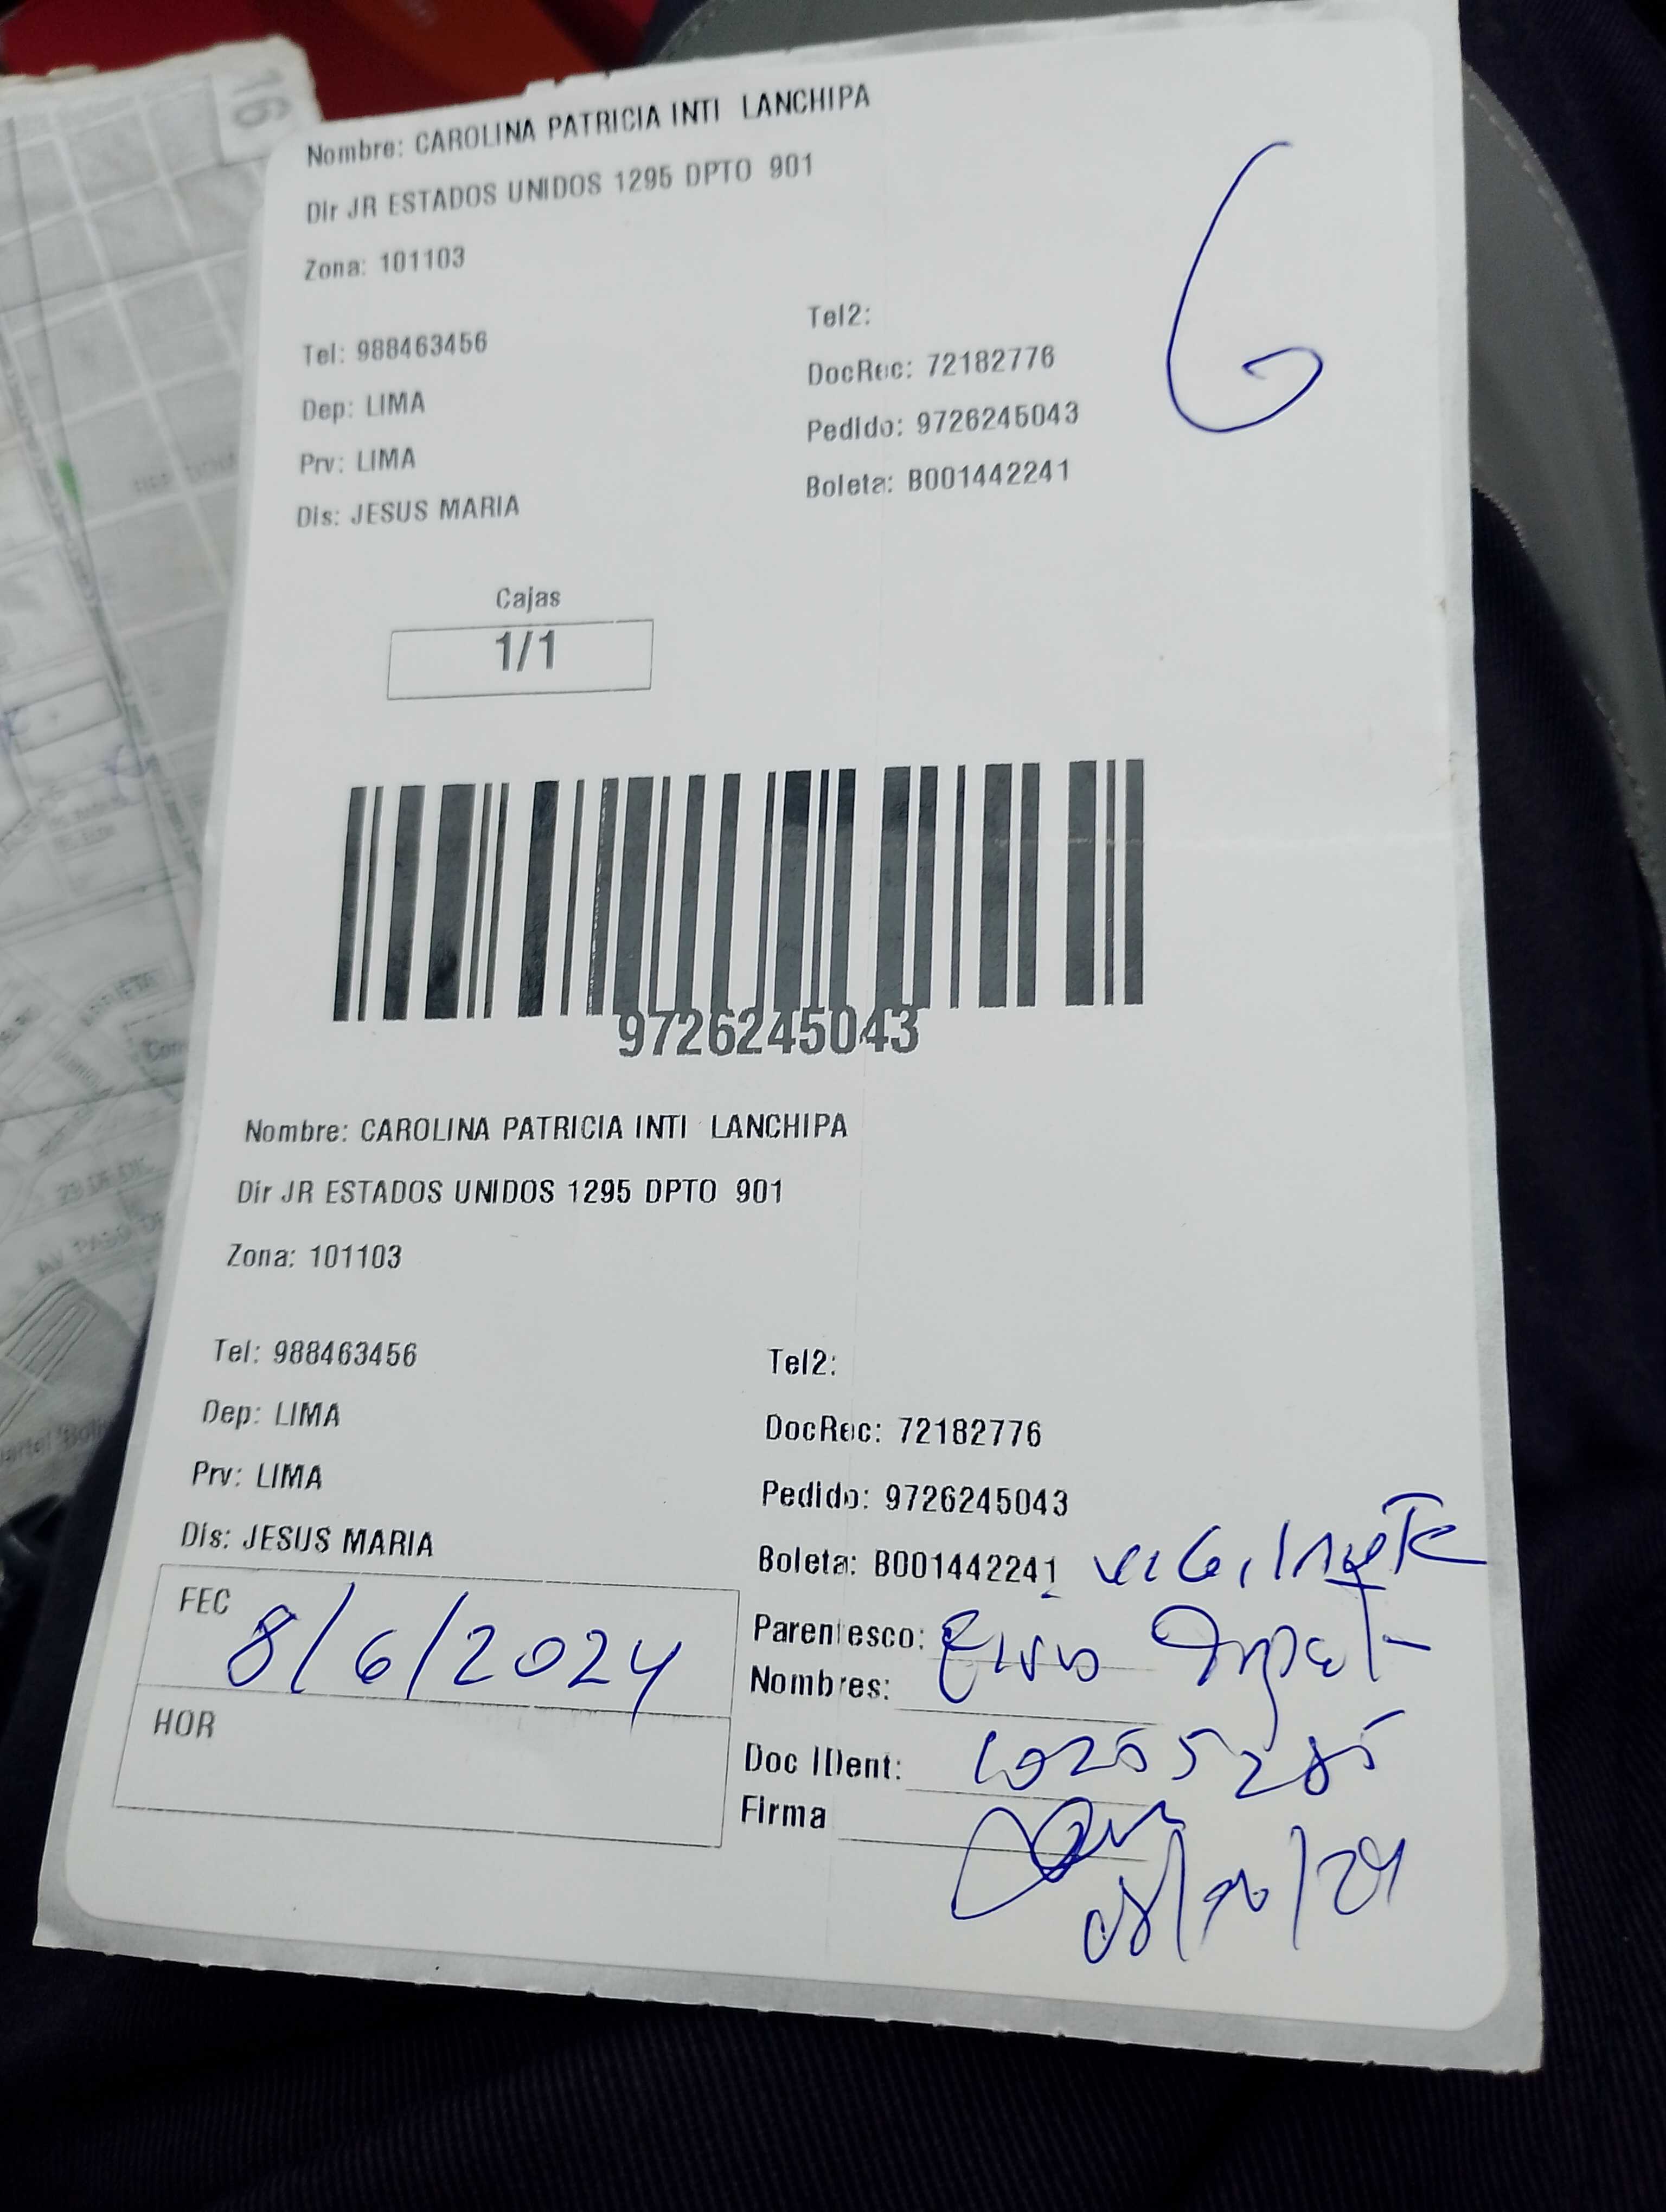 Nombre: CAROLINA PATRICIA INTI LANCHIPA
Dir JR ESTADOS UNIDOS 1295 DPTO 901
Zona: 101103
Tel: 988463456
Dep: LIMA
Prv: LIMA
Dis: JESUS MARIA
Tel2:
DocRec: 72182776
Pedido: 9726245043
Boleta: B001442241
6
Cajas
1/1
9726245043
Nombre: CAROLINA PATRICIA INTI LANCHIPA
Dir JR ESTADOS UNIDOS 1295 DPTO 901
Zona: 101103
Tel: 988463456
Dep: LIMA
Prv: LIMA
Dis: JESUS MARIA
Tel2:
DocRec: 72182776
Pedido: 9726245043
Boleta: B001442241
FEC 8/6/2024
HOR
Parentesco:
Nombres:
Doc IDent:
Firma
16